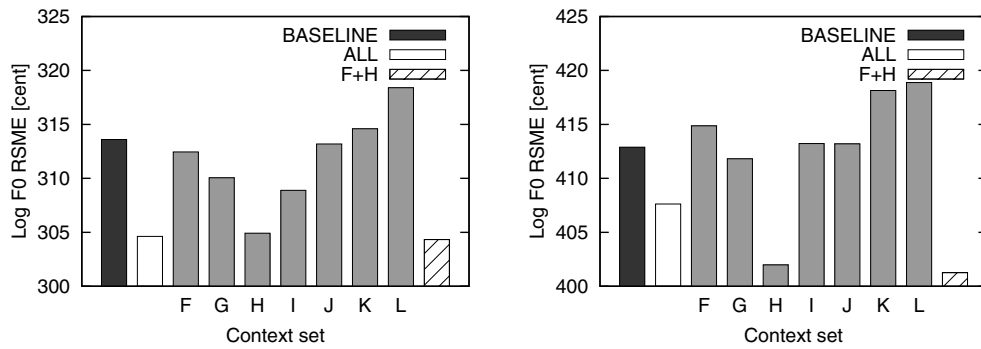 325
320
315
310
305
300
Log F0 RSME [cent]
BASELINE
ALL
F+H
F G H I J K L
Context set
425
420
415
410
405
400
Log F0 RSME [cent]
BASELINE
ALL
F+H
F G H I J K L
Context set